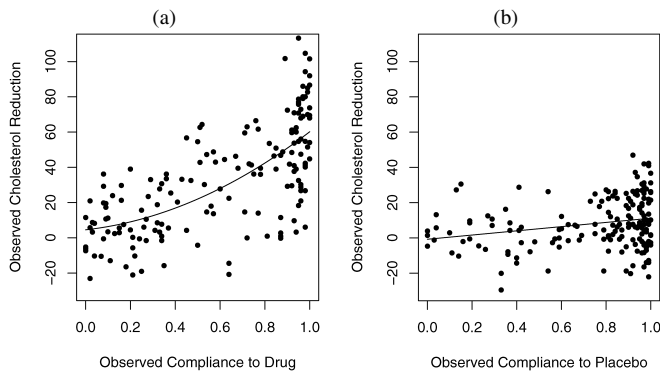 (a)
Observed Cholesterol Reduction
−20 0 20 40 60 80 100
0.0 0.2 0.4 0.6 0.8 1.0
Observed Compliance to Drug
(b)
Observed Cholesterol Reduction
−20 0 20 40 60 80 100
0.0 0.2 0.4 0.6 0.8 1.0
Observed Compliance to Placebo